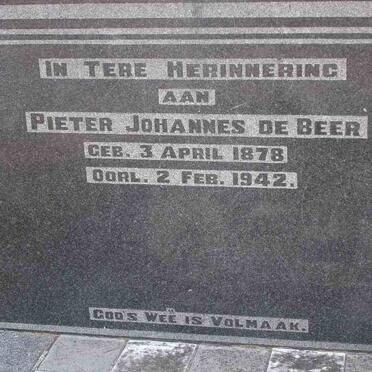 IN TERE HERINNERING
AAN
PIETER JOHANNES DE BEER
GEB. 3 APRIL 1878
OORL. 2 FEB. 1942.
GOD'S WEË IS VOLMAAK.